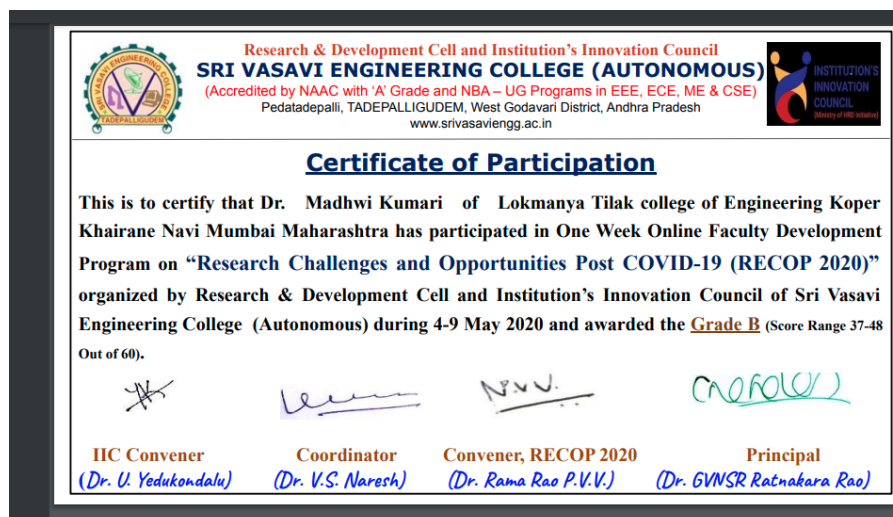 Research & Development Cell and Institution's Innovation Council
SRI VASAVI ENGINEERING COLLEGE (AUTONOMOUS)
(Accredited by NAAC with 'A' Grade and NBA – UG Programs in EEE, ECE, ME & CSE)
Pedatadepalli, TADEPALLIGUDEM, West Godavari District, Andhra Pradesh
www.srivasaviengg.ac.in
SRI VASAVI ENGINEERING COLLEGE
TADEPALLIGUDEM
INSTITUTION'S
INNOVATION
COUNCIL
(Ministry of HRD Initiative)
Certificate of Participation
This is to certify that Dr. Madhwi Kumari of Lokmanya Tilak college of Engineering Koper
Khairane Navi Mumbai Maharashtra has participated in One Week Online Faculty Development
Program on “Research Challenges and Opportunities Post COVID-19 (RECOP 2020)”
organized by Research & Development Cell and Institution's Innovation Council of Sri Vasavi
Engineering College (Autonomous) during 4-9 May 2020 and awarded the Grade B (Score Range 37-48
Out of 60).
N.V.V.
IIC Convener Coordinator Convener, RECOP 2020 Principal
(Dr. U. Yedukondalu) (Dr. V.S. Naresh) (Dr. Rama Rao P.V.V.) (Dr. GVNSR Ratnakara Rao)